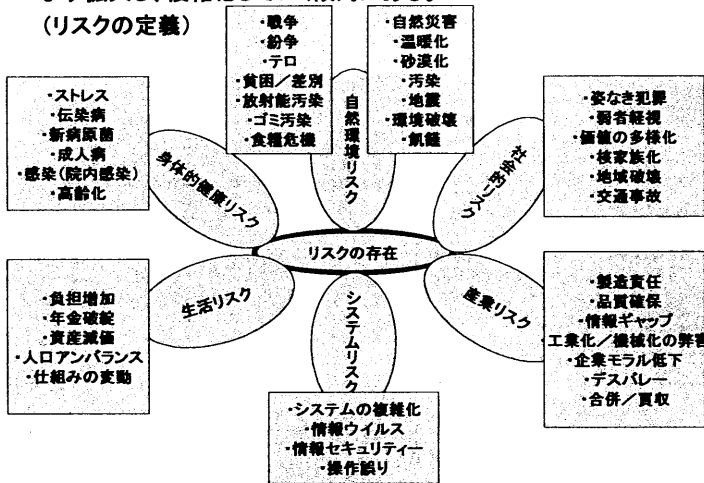 (リスクの定義)
・戦争
・紛争
・テロ
・貧困／差別
・放射能汚染
・ゴミ汚染
・食糧危機
・自然災害
・温暖化
・砂漠化
・汚染
・地震
・環境破壊
・飢饉
・ストレス
・伝染病
・新病原菌
・成人病
・感染(院内感染)
・高齢化
・姿なき犯罪
・弱者軽視
・価値の多様化
・核家族化
・地域破壊
・交通事故
身体的健康リスク
自然環境リスク
社会的リスク
リスクの存在
生活リスク
システムリスク
産業リスク
・負担増加
・年金破綻
・資産減価
・人口アンバランス
・仕組みの変動
・製造責任
・品質確保
・情報ギャップ
工業化／機械化の弊害
・企業モラル低下
・デスバレー
・合併／買収
・システムの複雑化
・情報ウイルス
・情報セキュリティー
・操作誤り